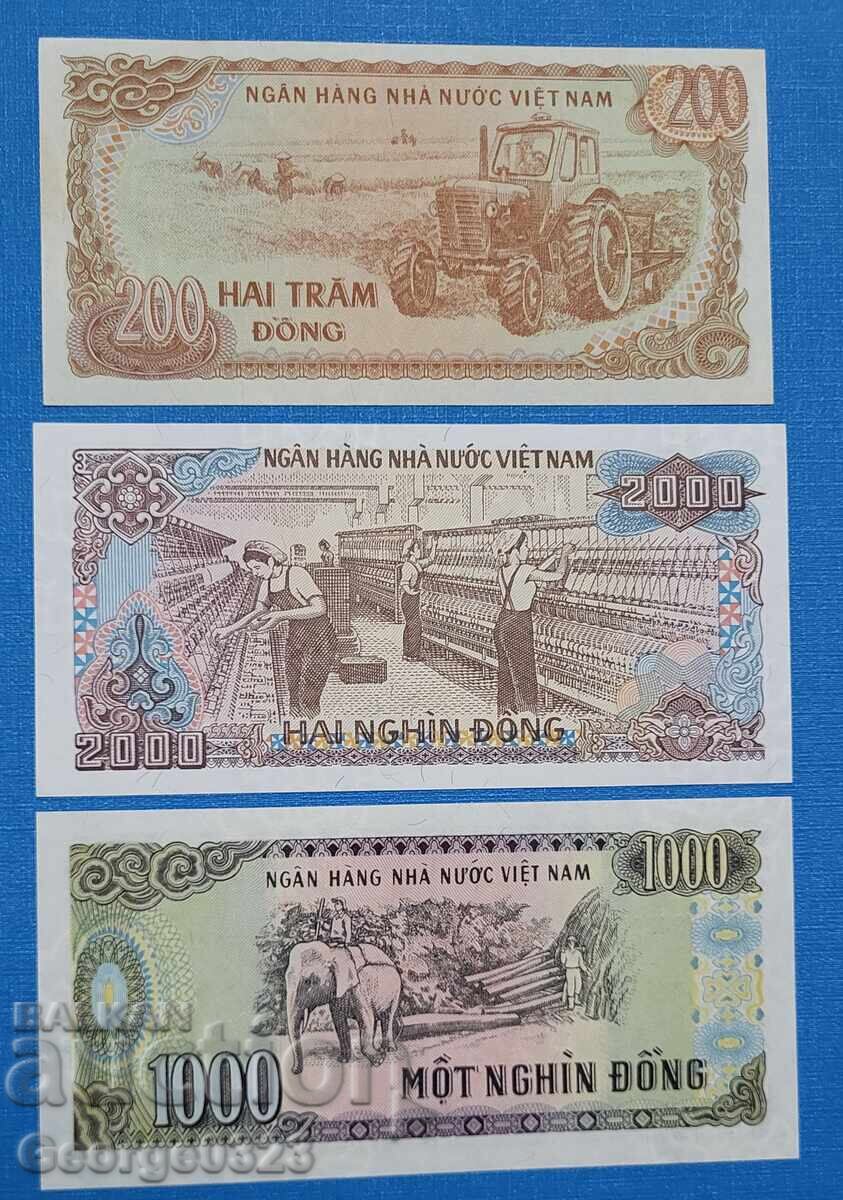 NGÂN HÀNG NHÀ NƯỚC VIỆT NAM
200
200 HAI TRĂM
ĐỒNG
NGÂN HÀNG NHÀ NƯỚC VIỆT NAM
2000
HAI NGHÌN ĐỒNG
2000
1000
NGÂN HÀNG NHÀ NƯỚC VIỆT NAM
BALKAN
auction
1000 MỘT NGHÌN ĐỒNG
George0323